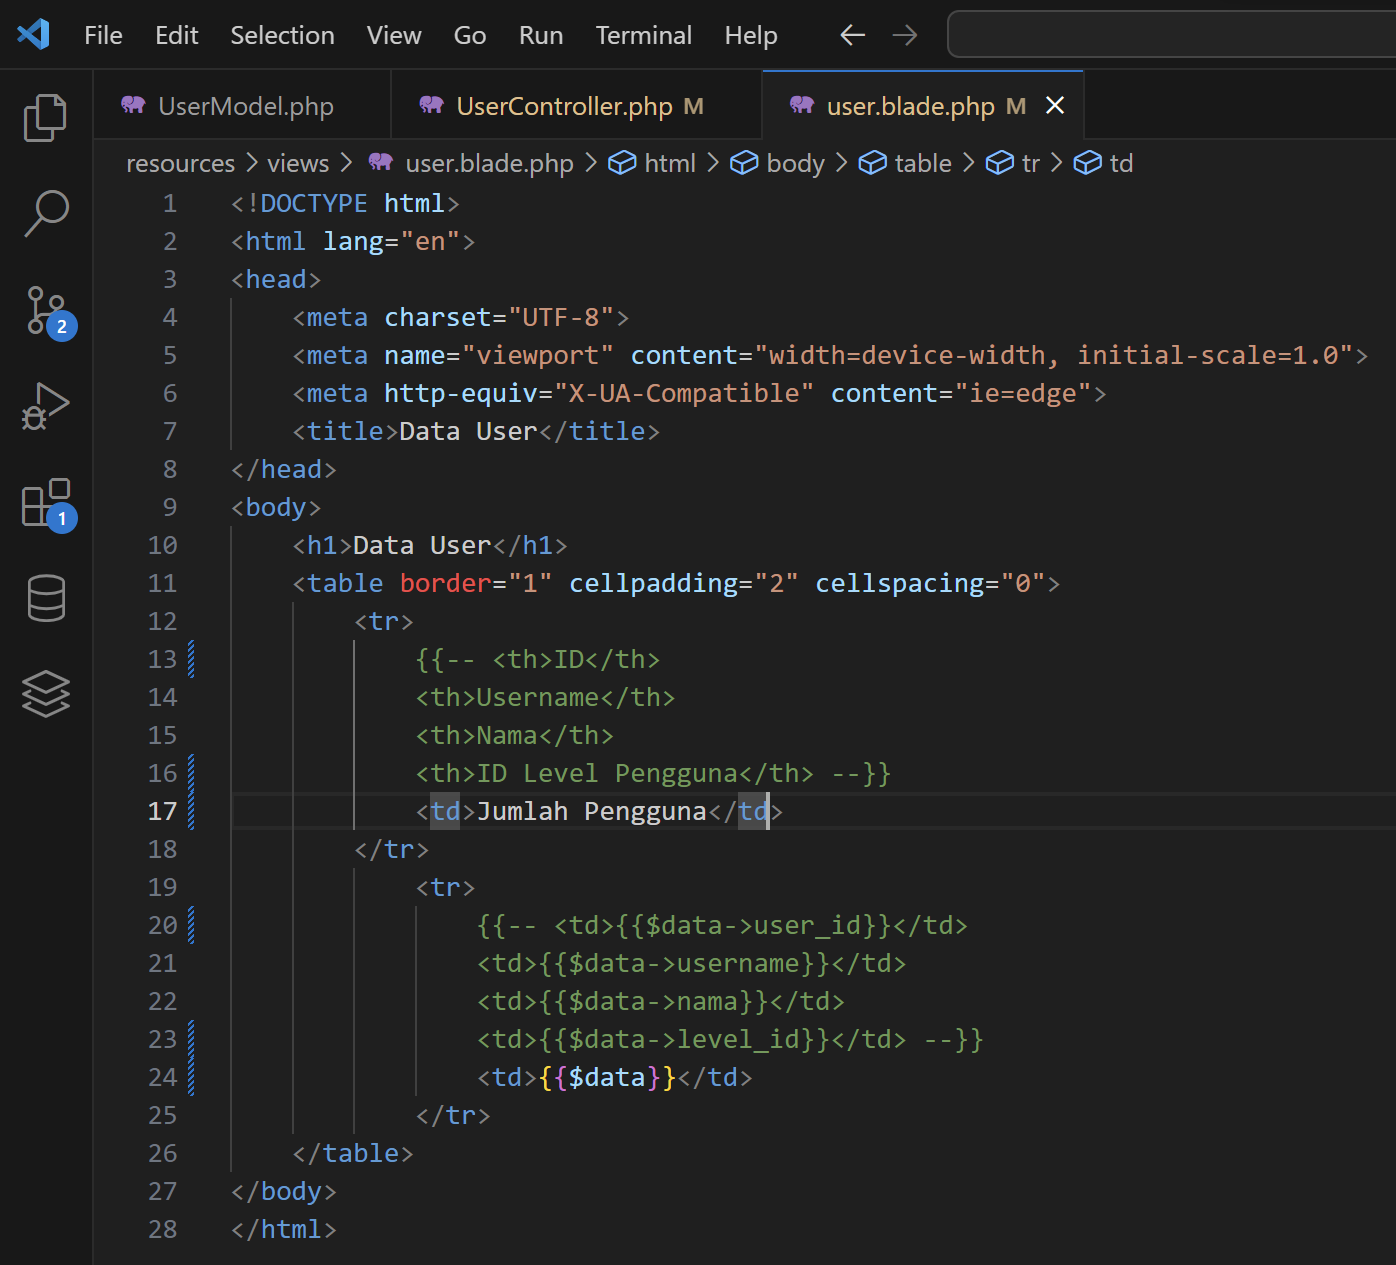 File Edit Selection View Go Run Terminal Help
UserModel.php UserController.php M user.blade.php M
resources > views > user.blade.php > html > body > table > tr > td
1 <!DOCTYPE html>
2 <html lang="en">
3 <head>
4 <meta charset="UTF-8">
5 <meta name="viewport" content="width=device-width, initial-scale=1.0">
6 <meta http-equiv="X-UA-Compatible" content="ie=edge">
7 <title>Data User</title>
8 </head>
9 <body>
10 <h1>Data User</h1>
11 <table border="1" cellpadding="2" cellspacing="0">
12 <tr>
13 {{-- <th>ID</th>
14 <th>Username</th>
15 <th>Nama</th>
16 <th>ID Level Pengguna</th> --}}
17 <td>Jumlah Pengguna</td>
18 </tr>
19 <tr>
20 {{-- <td>{{$data->user_id}}</td>
21 <td>{{$data->username}}</td>
22 <td>{{$data->nama}}</td>
23 <td>{{$data->level_id}}</td> --}}
24 <td>{{$data}}</td>
25 </tr>
26 </table>
27 </body>
28 </html>
2
1